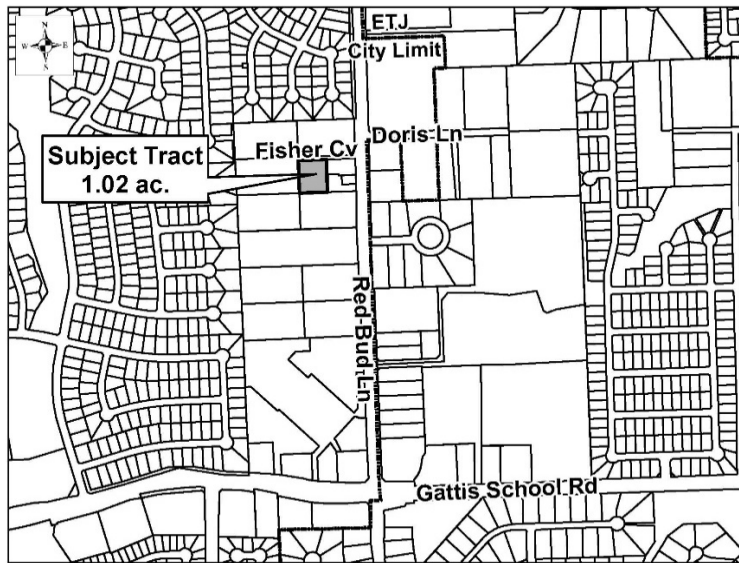 N
W E
S
ETJ
City Limit
Doris Ln
Fisher Cv
Subject Tract
1.02 ac.
Red Bud Ln
Gattis School Rd